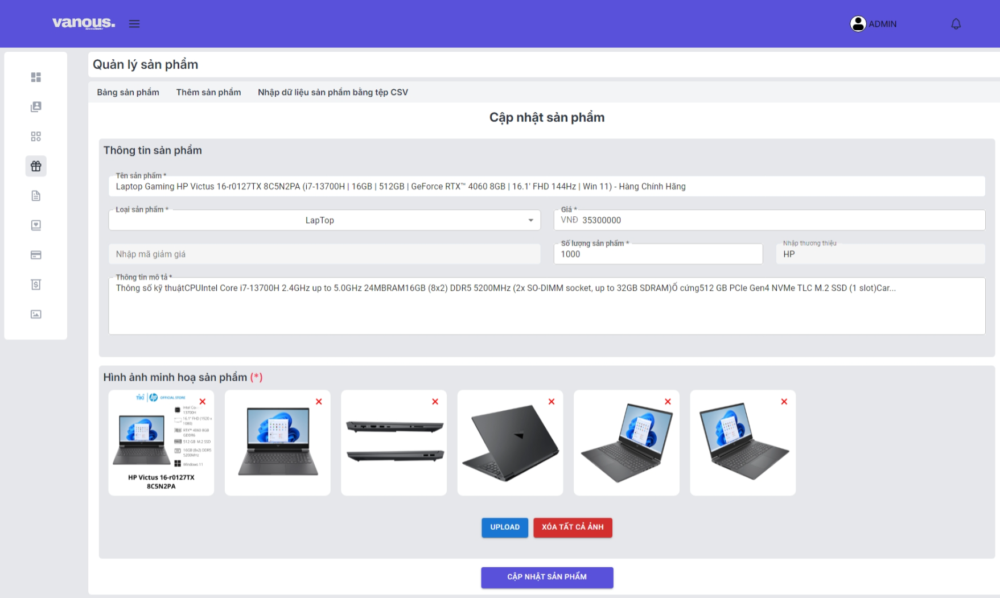 vanous.
ADMIN
Quản lý sản phẩm
Bảng sản phẩm
Thêm sản phẩm
Nhập dữ liệu sản phẩm bằng tệp CSV
Cập nhật sản phẩm
Thông tin sản phẩm
Tên sản phẩm *
Laptop Gaming HP Victus 16-r0127TX 8C5N2PA (i7-13700H | 16GB | 512GB | GeForce RTX™ 4060 8GB | 16.1' FHD 144Hz | Win 11) - Hàng Chính Hãng
Loại sản phẩm *
LapTop
Giá *
VNĐ 35300000
Nhập mã giảm giá
Số lượng sản phẩm *
1000
Nhập thương thiệu
HP
Thông tin mô tả *
Thông số kỹ thuậtCPUIntel Core i7-13700H 2.4GHz up to 5.0GHz 24MBRAM16GB (8x2) DDR5 5200MHz (2x SO-DIMM socket, up to 32GB SDRAM)Ổ cứng512 GB PCIe Gen4 NVMe TLC M.2 SSD (1 slot)Car...
Hình ảnh minh hoạ sản phẩm (*)
TIKI | hp OFFICIAL STORE
Intel Co
13700H
16.1" FHD (1920 x
1080)
RTX™ 4060 8GB
GDDR6
512 GB M.2 SSD
16GB (8x2) DDR5
5200MHz
Windows 11
HP Victus 16-r0127TX
8C5N2PA
UPLOAD
XÓA TẤT CẢ ẢNH
CẬP NHẬT SẢN PHẨM